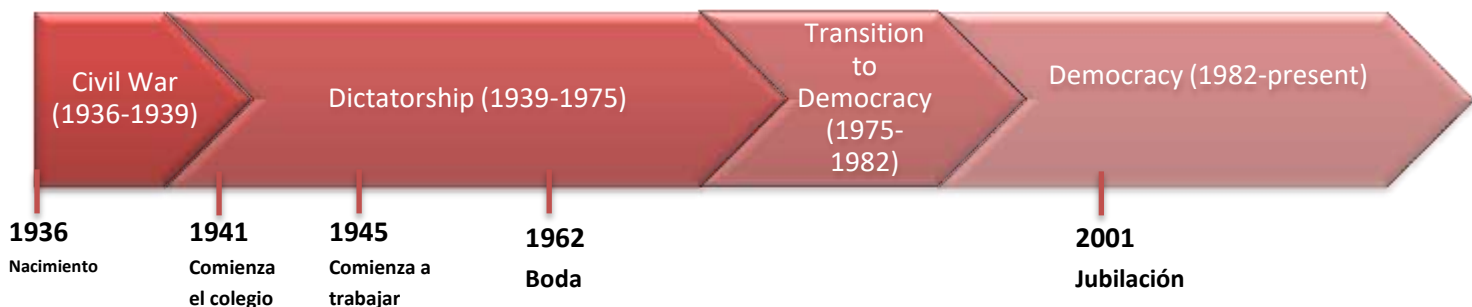 Civil War
(1936-1939)
Dictatorship (1939-1975)
Transition
to
Democracy
(1975-
1982)
Democracy (1982-present)
1936
Nacimiento
1941
Comienza
el colegio
1945
Comienza a
trabajar
1962
Boda
2001
Jubilación